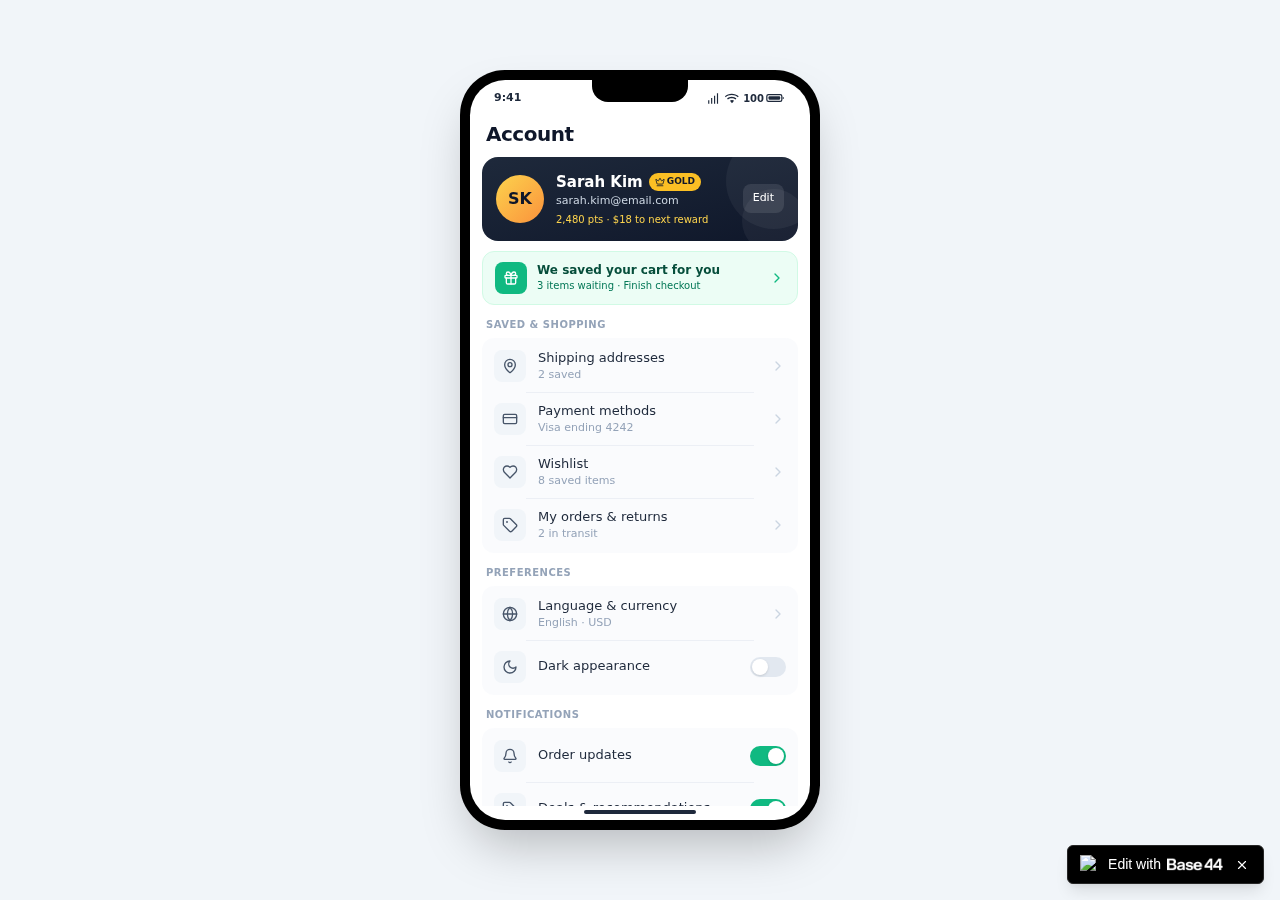 9:41
100
Account
SK
Sarah Kim
GOLD
sarah.kim@email.com
2,480 pts · $18 to next reward
Edit
We saved your cart for you
3 items waiting · Finish checkout
SAVED & SHOPPING
Shipping addresses
2 saved
Payment methods
Visa ending 4242
Wishlist
8 saved items
My orders & returns
2 in transit
PREFERENCES
Language & currency
English · USD
Dark appearance
NOTIFICATIONS
Order updates
Deals & recommendations
Edit with Base44